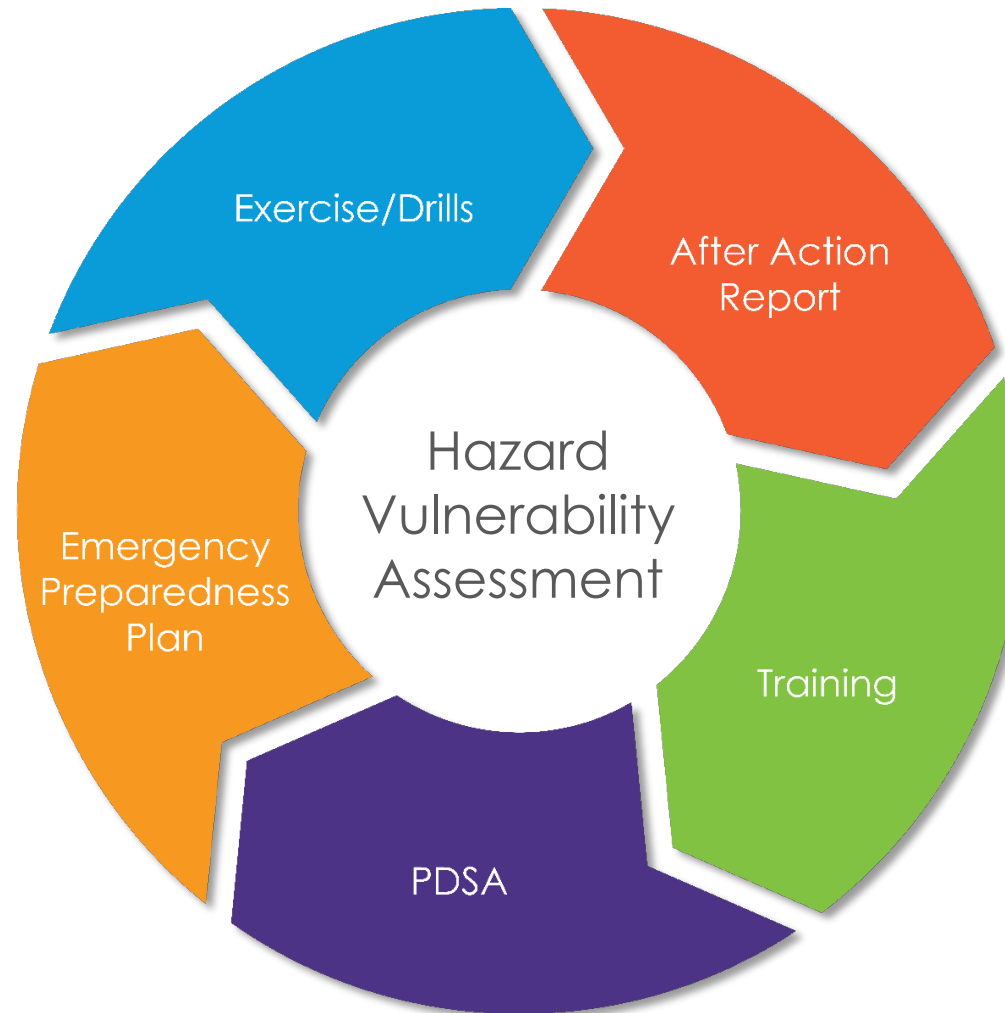 Exercise/Drills
After Action
Report
Hazard
Vulnerability
Assessment
Emergency
Preparedness
Plan
Training
PDSA